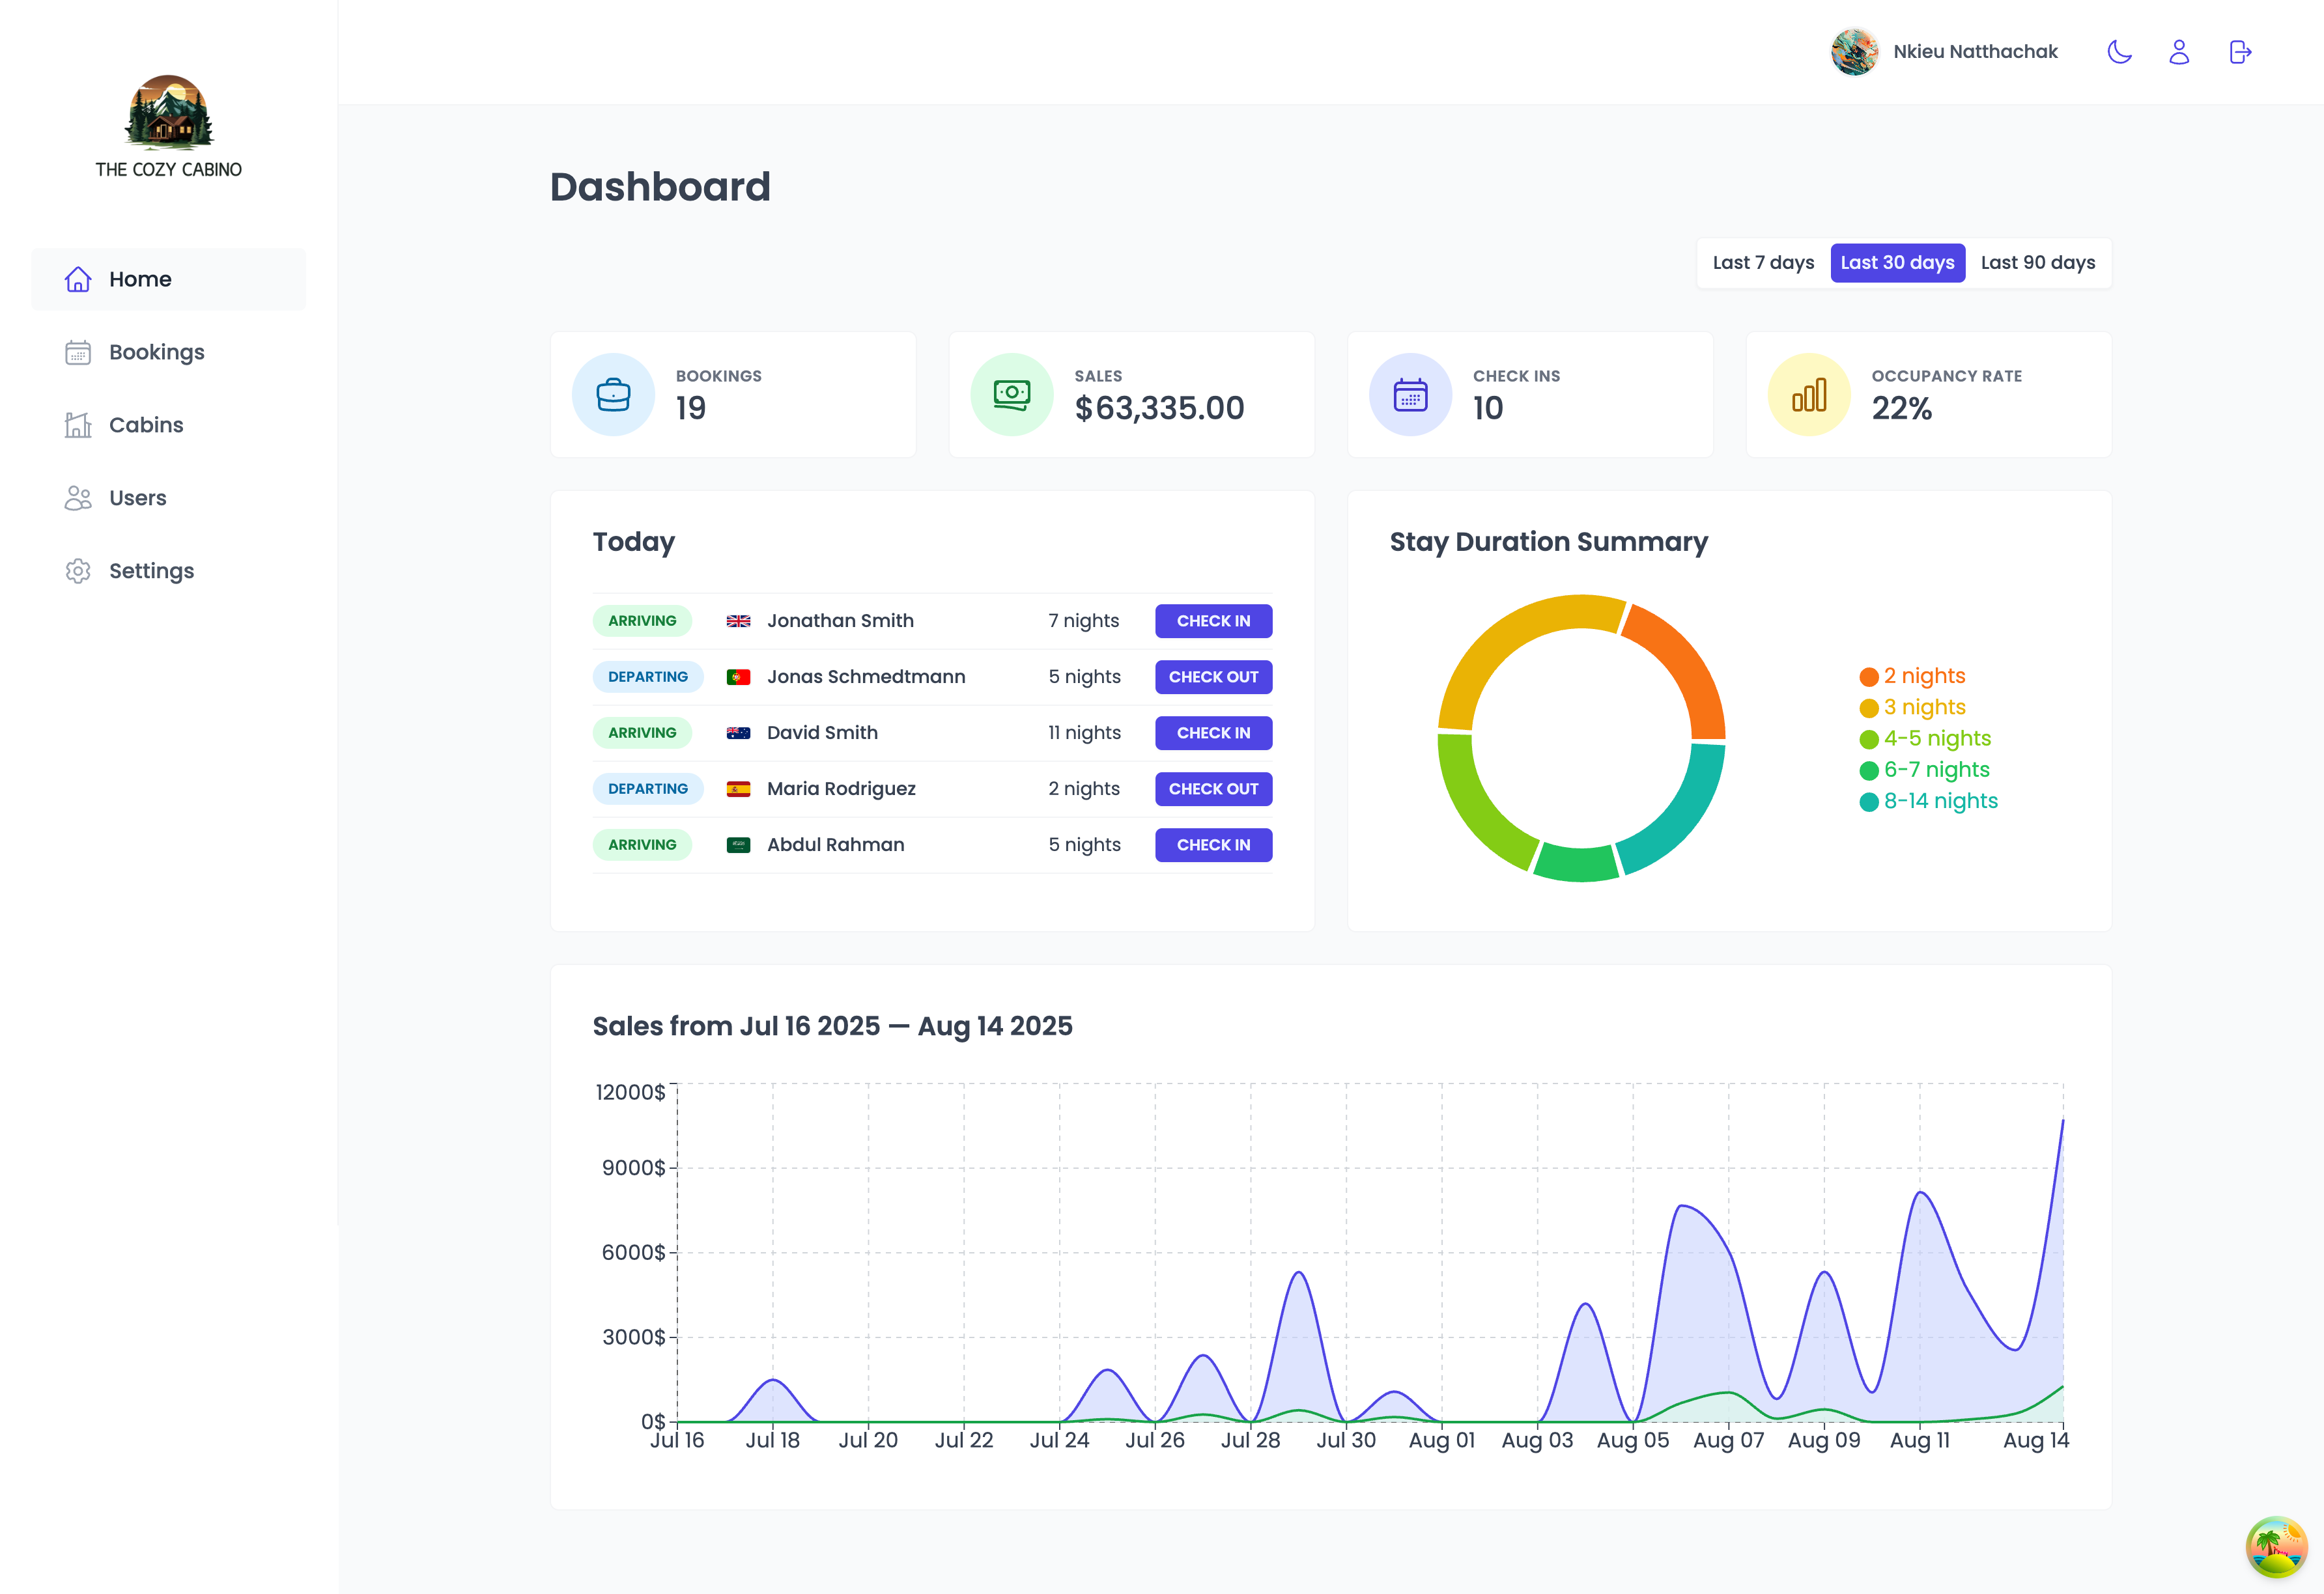 THE COZY CABINO
Home
Bookings
Cabins
Users
Settings
Nkieu Natthachak
Dashboard
Last 7 days Last 30 days Last 90 days
BOOKINGS
19
SALES
$63,335.00
CHECK INS
10
OCCUPANCY RATE
22%
Today
ARRIVING Jonathan Smith 7 nights CHECK IN
DEPARTING Jonas Schmedtmann 5 nights CHECK OUT
ARRIVING David Smith 11 nights CHECK IN
DEPARTING Maria Rodriguez 2 nights CHECK OUT
ARRIVING Abdul Rahman 5 nights CHECK IN
Stay Duration Summary
2 nights
3 nights
4-5 nights
6-7 nights
8-14 nights
Sales from Jul 16 2025 — Aug 14 2025
12000$
9000$
6000$
3000$
0$
Jul 16 Jul 18 Jul 20 Jul 22 Jul 24 Jul 26 Jul 28 Jul 30 Aug 01 Aug 03 Aug 05 Aug 07 Aug 09 Aug 11 Aug 14